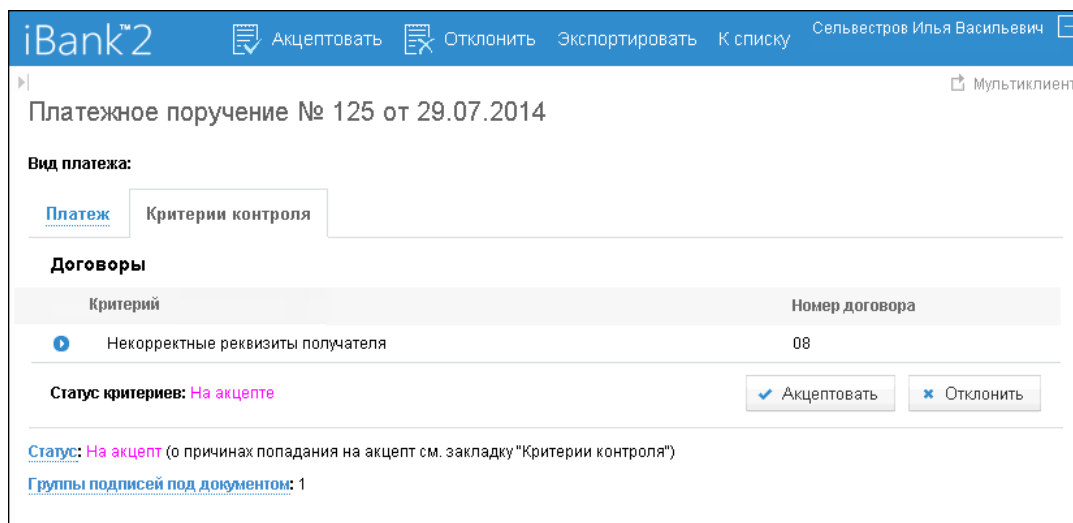 iBank™2 Акцептовать Отклонить Экспортировать К списку Сельвестров Илья Васильевич
Мультиклиент
Платежное поручение № 125 от 29.07.2014
Вид платежа:
Платеж Критерии контроля
Договоры
Критерий Номер договора
Некорректные реквизиты получателя 08
Статус критериев: На акцепте Акцептовать Отклонить
Статус: На акцепт (о причинах попадания на акцепт см. закладку "Критерии контроля")
Группы подписей под документом: 1